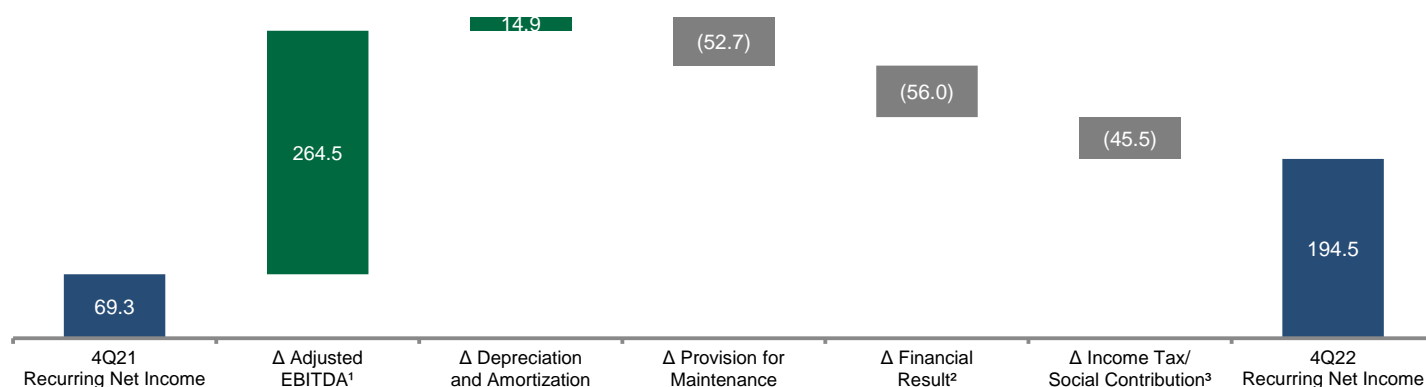 14.9
(52.7)
(56.0)
(45.5)
264.5
194.5
69.3
4Q21
Recurring Net Income
Δ Adjusted
EBITDA¹
Δ Depreciation
and Amortization
Δ Provision for
Maintenance
Δ Financial
Result²
Δ Income Tax/
Social Contribution³
4Q22
Recurring Net Income